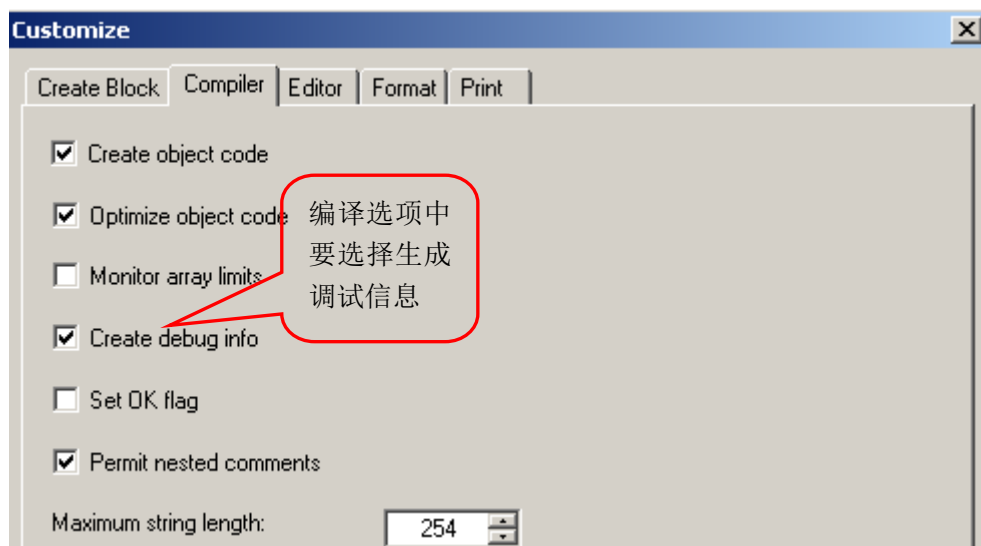 Customize
Create Block Compiler Editor Format Print
Create object code
Optimize object code
编译选项中
要选择生成
调试信息
Monitor array limits
Create debug info
Set OK flag
Permit nested comments
Maximum string length: 254